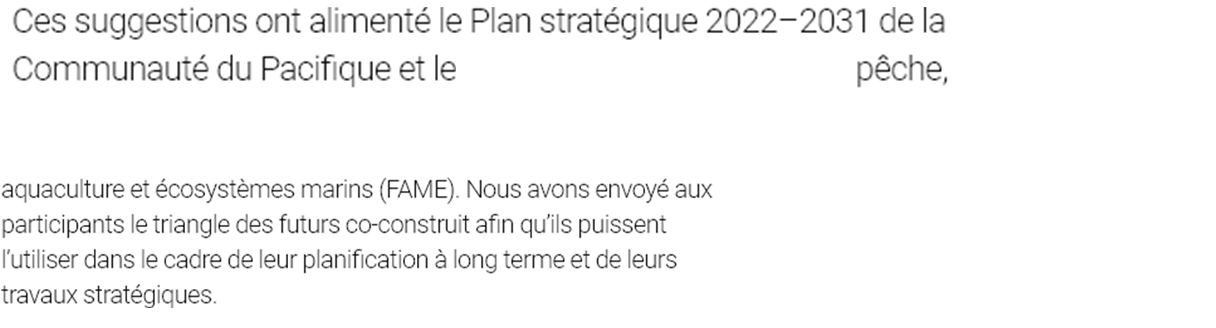 Ces suggestions ont alimenté le Plan stratégique 2022–2031 de la
Communauté du Pacifique et le pêche,
aquaculture et écosystèmes marins (FAME). Nous avons envoyé aux
participants le triangle des futurs co-construit afin qu’ils puissent
l’utiliser dans le cadre de leur planification à long terme et de leurs
travaux stratégiques.